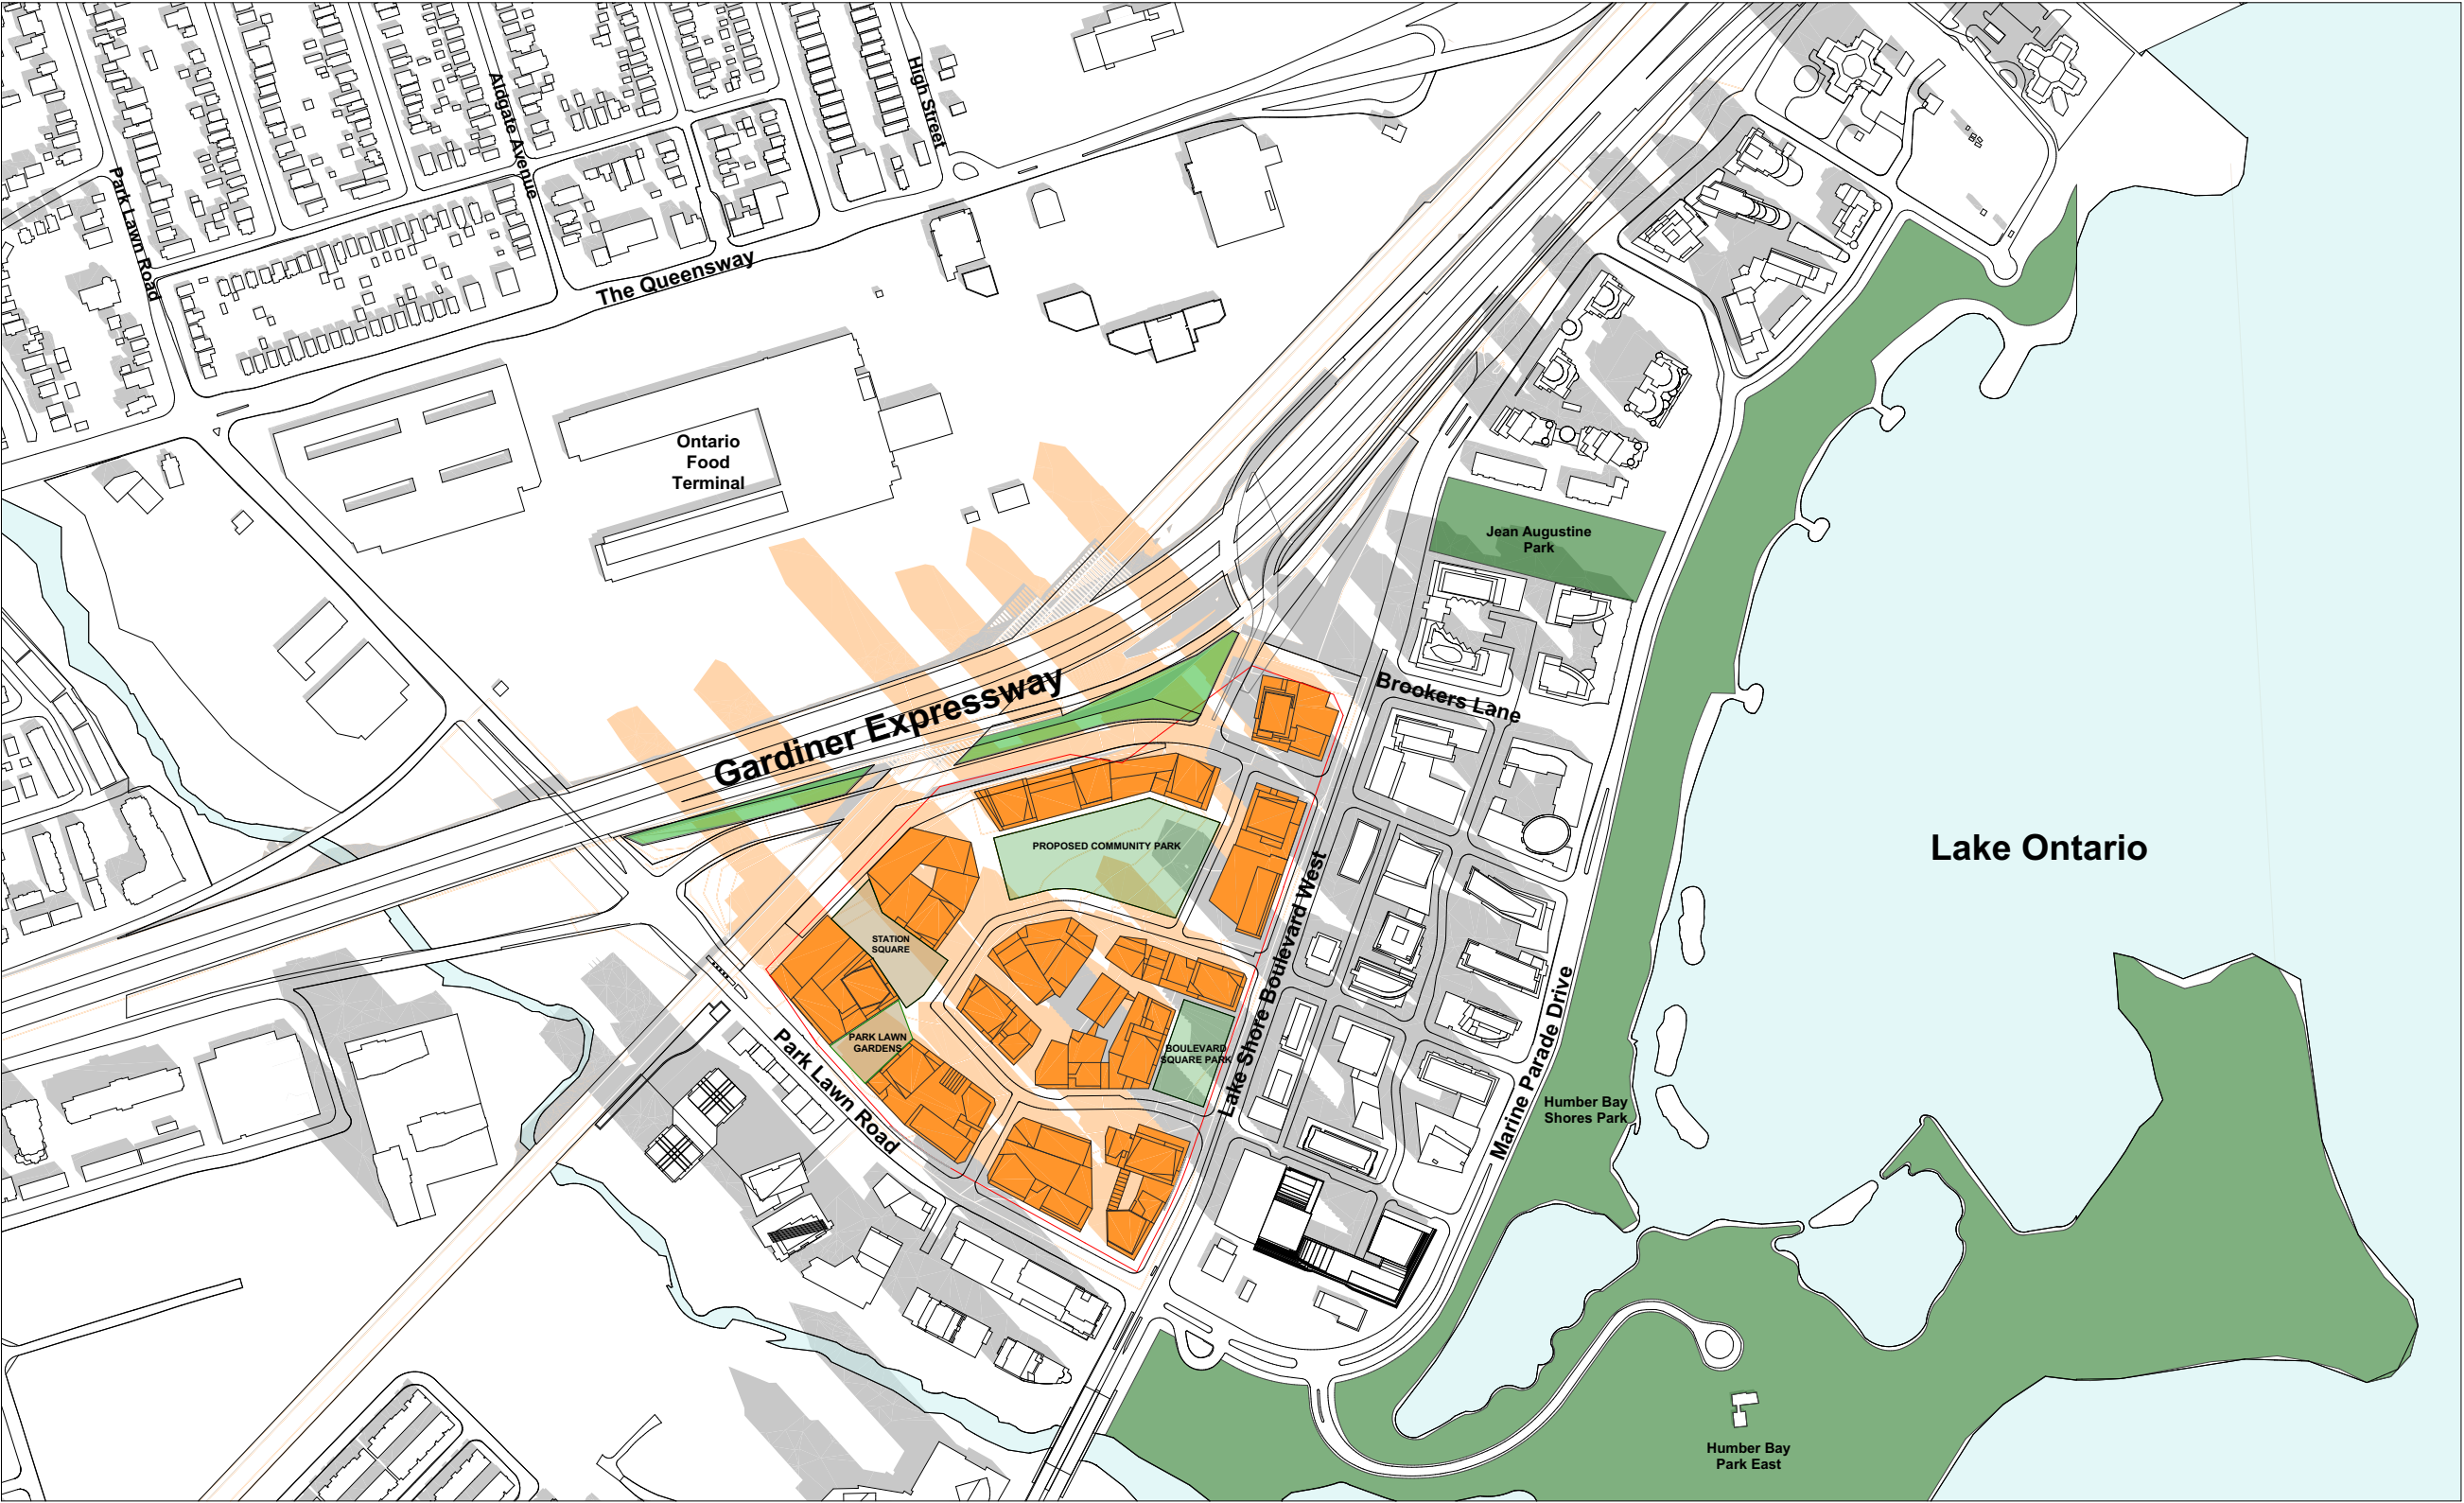 High Street
Aldgate Avenue
Park Lawn Road
The Queensway
Ontario
Food
Terminal
Jean Augustine
Park
Gardiner Expressway
Brookers Lane
PROPOSED COMMUNITY PARK
Lake Ontario
STATION
SQUARE
Lake Shore Boulevard West
PARK LAWN
GARDENS
BOULEVARD
SQUARE PARK
Park Lawn Road
Marine Parade Drive
Humber Bay
Shores Park
Humber Bay
Park East